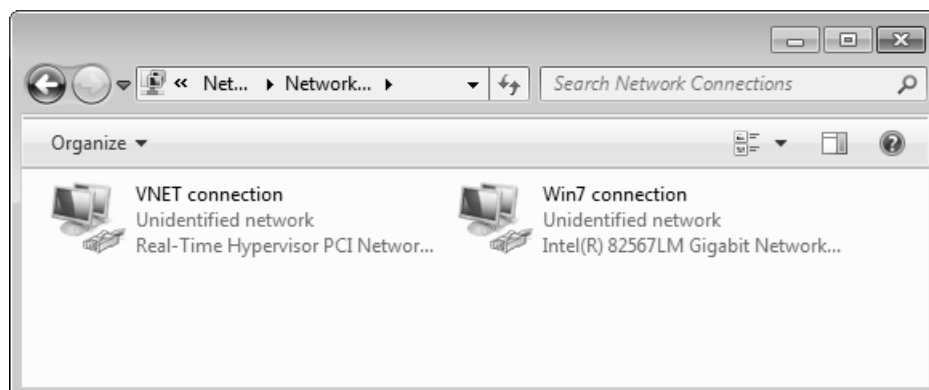 « Net... Network...
Search Network Connections
Organize
VNET connection
Unidentified network
Real-Time Hypervisor PCI Networ...
Win7 connection
Unidentified network
Intel(R) 82567LM Gigabit Network...